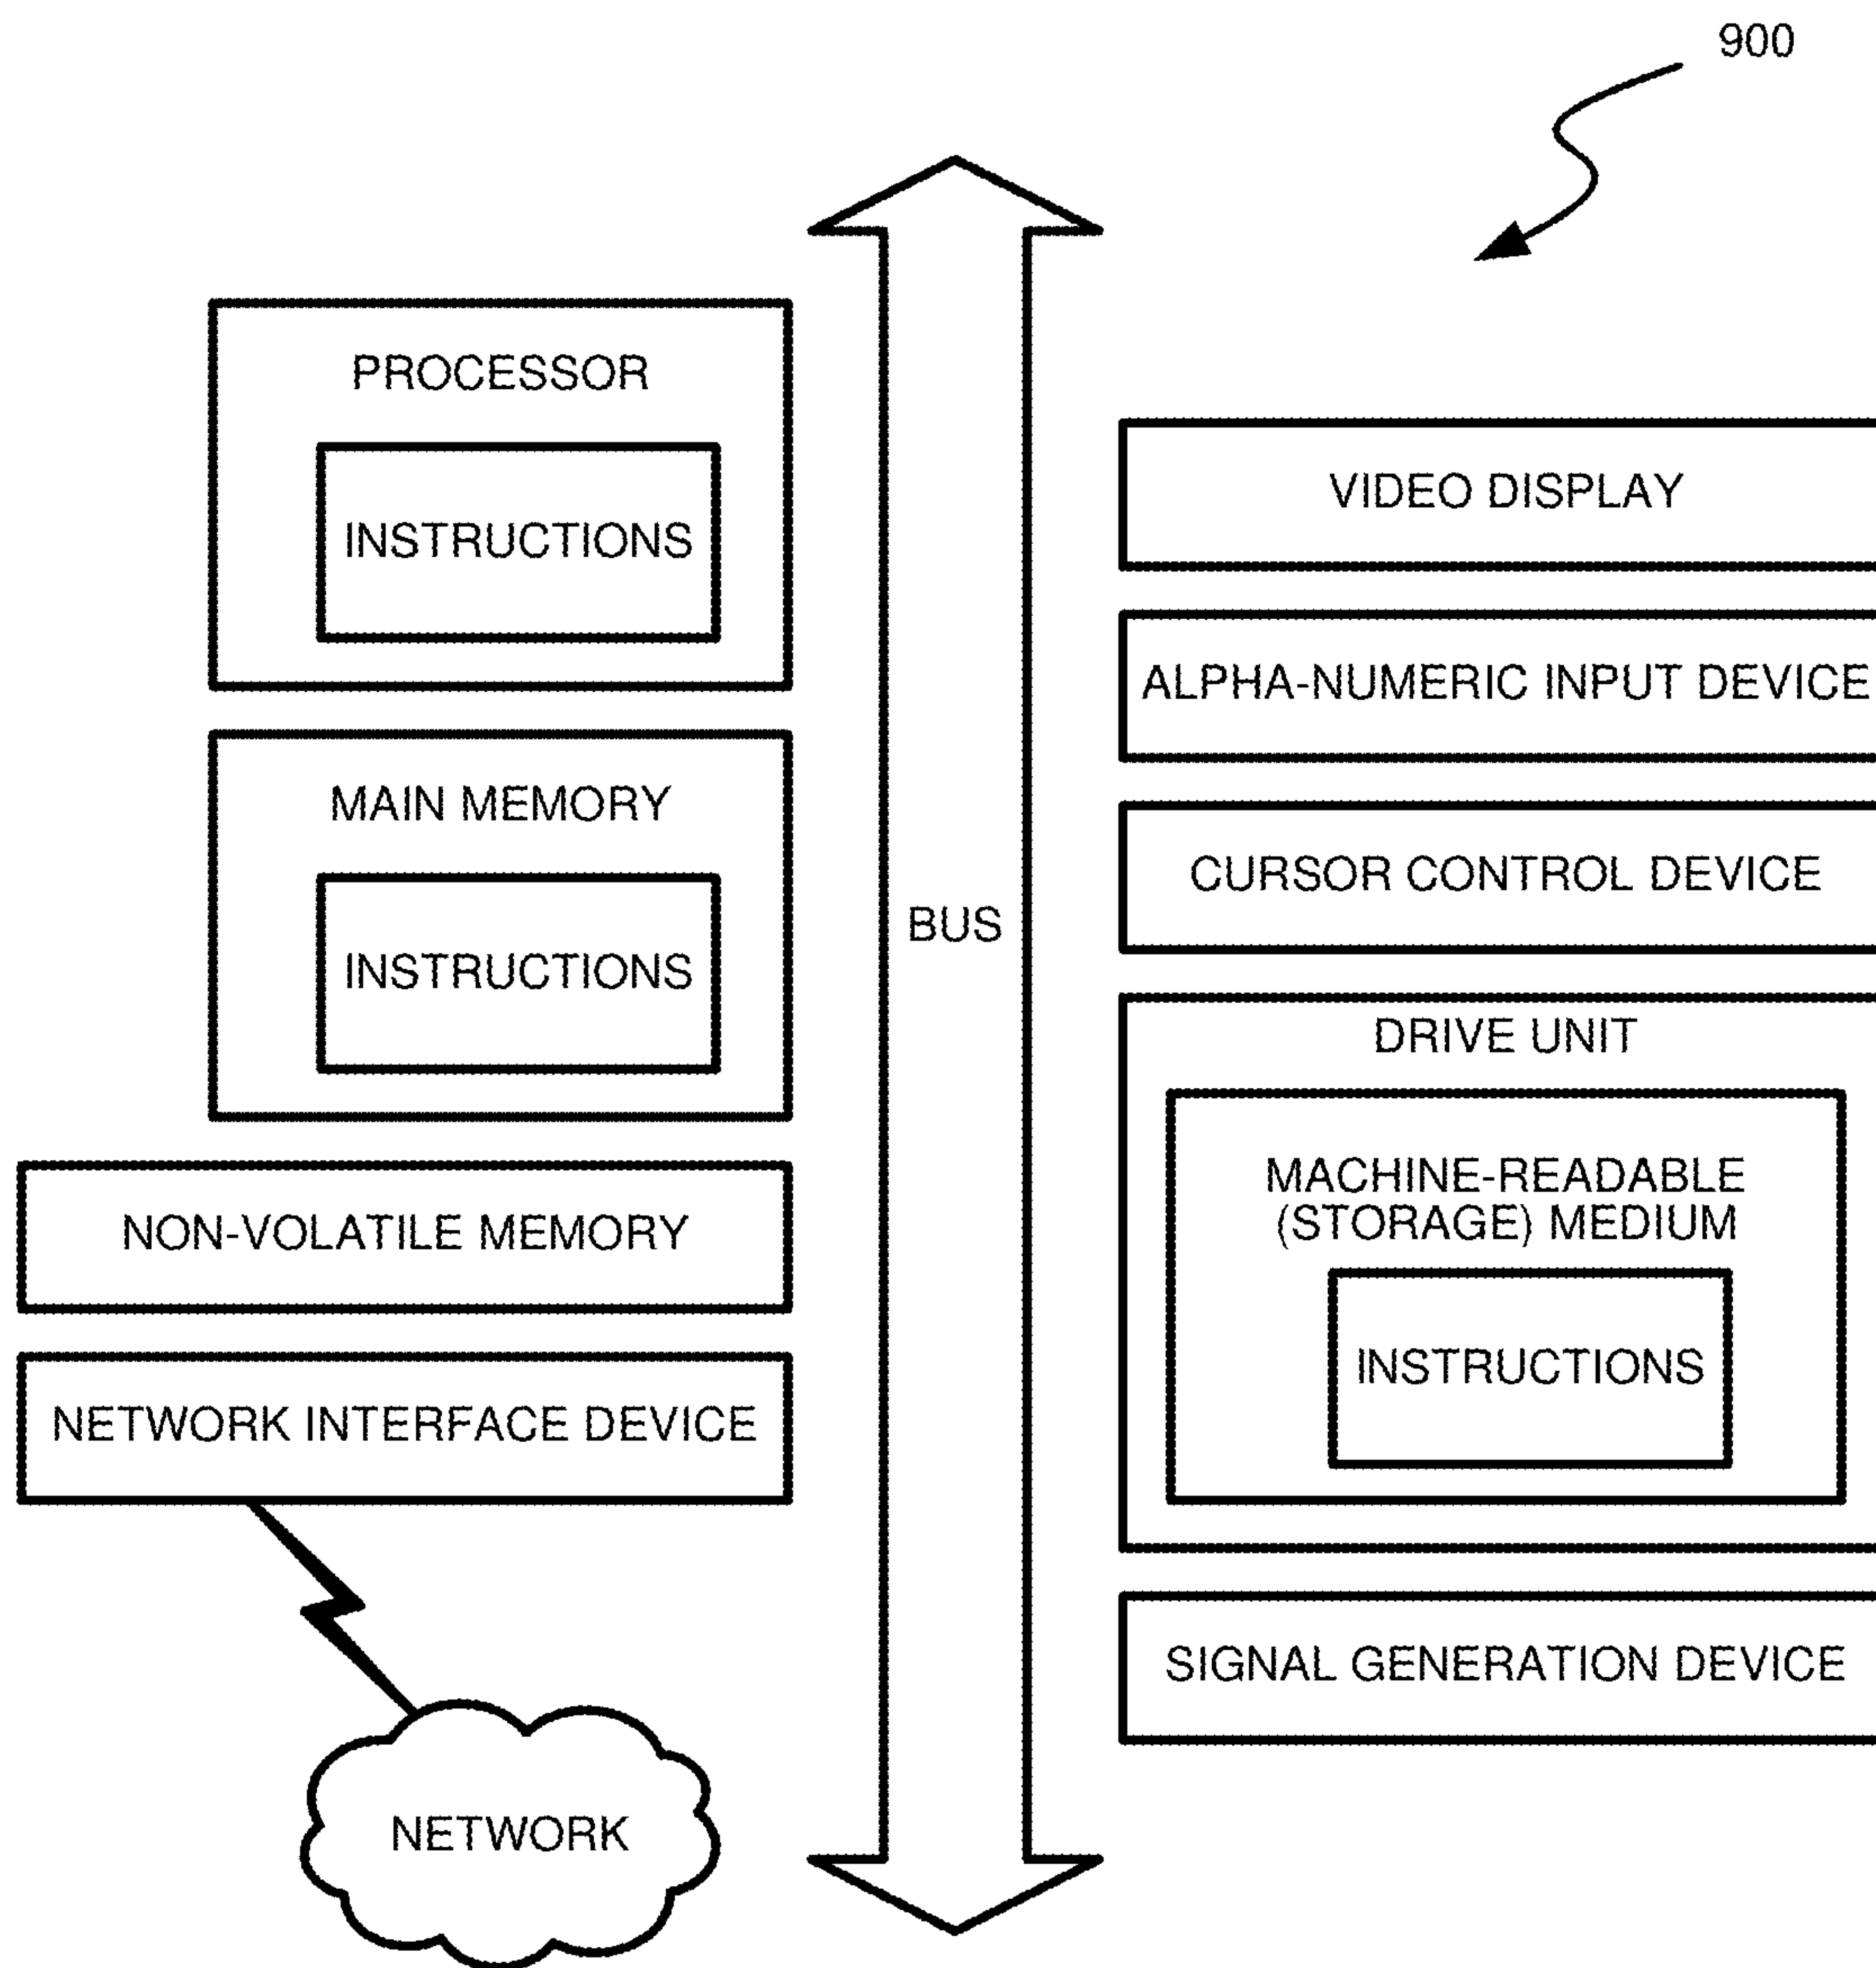 900
PROCESSOR
INSTRUCTIONS
MAIN MEMORY
INSTRUCTIONS
NON-VOLATILE MEMORY
NETWORK INTERFACE DEVICE
NETWORK
BUS
VIDEO DISPLAY
ALPHA-NUMERIC INPUT DEVICE
CURSOR CONTROL DEVICE
DRIVE UNIT
MACHINE-READABLE
(STORAGE) MEDIUM
INSTRUCTIONS
SIGNAL GENERATION DEVICE